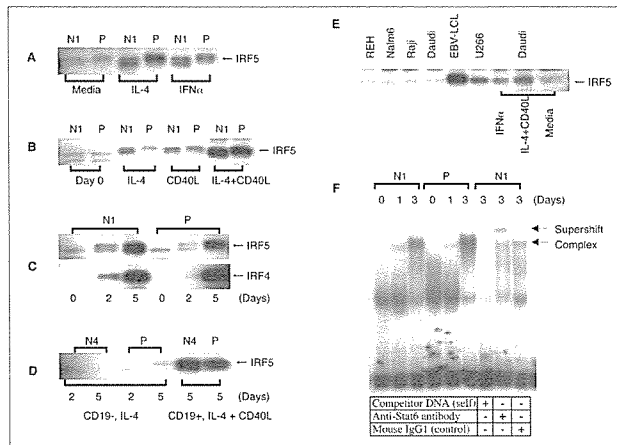 A
N1 P N1 P N1 P
IRF5
Media IL-4 IFNα
B
N1 P N1 P N1 P N1 P
IRF5
Day 0 IL-4 CD40L IL-4+CD40L
C
N1 P
IRF5
IRF4
0 2 5 0 2 5 (Days)
D
N4 P N4 P
IRF5
2 5 2 5 5 5 (Days)
CD19-, IL-4 CD19+, IL-4 + CD40L
E
REH Nalm6 Raji Daudi EBV-LCL U266 Daudi
IRF5
IFNα IL-4+CD40L Media
F
N1 P N1
0 1 3 0 1 3 3 3 3 (Days)
Supershift
Complex
Competitor DNA (self) + - -
Anti-Stat6 antibody - + -
Mouse IgG1 (control) - - +